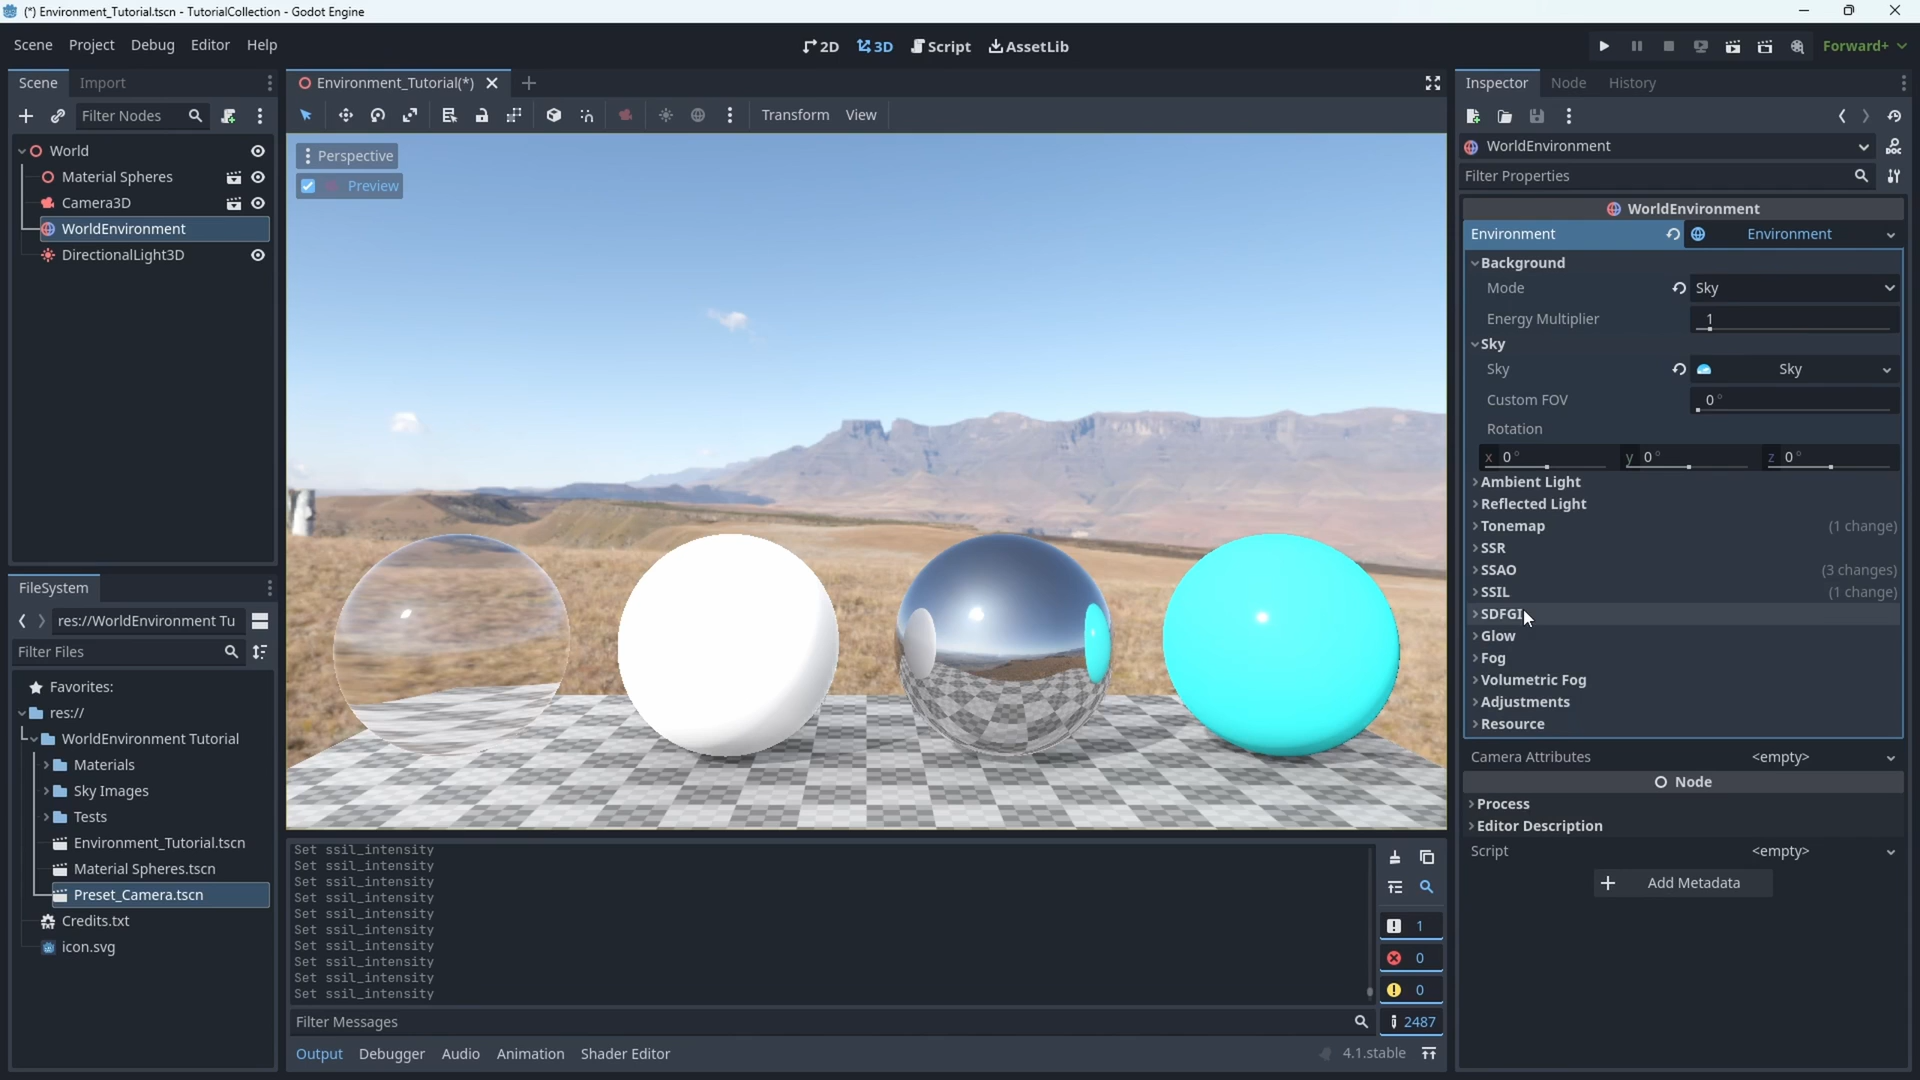 (*) Environment_Tutorial.tscn - TutorialCollection - Godot Engine
Scene Project Debug Editor Help
2D 3D Script AssetLib
Forward+
Scene Import
Filter Nodes
World
Material Spheres
Camera3D
WorldEnvironment
DirectionalLight3D
FileSystem
res://WorldEnvironment Tu
Filter Files
Favorites:
res://
WorldEnvironment Tutorial
Materials
Sky Images
Tests
Environment_Tutorial.tscn
Material Spheres.tscn
Preset_Camera.tscn
Credits.txt
icon.svg
Environment_Tutorial(*)
Transform View
Perspective
Preview
Set ssil_intensity
Set ssil_intensity
Set ssil_intensity
Set ssil_intensity
Set ssil_intensity
Set ssil_intensity
Set ssil_intensity
Set ssil_intensity
Set ssil_intensity
Set ssil_intensity
1
0
0
Filter Messages
2487
Output Debugger Audio Animation Shader Editor
4.1.stable
Inspector Node History
WorldEnvironment
DOC
Filter Properties
WorldEnvironment
Environment Environment
Background
Mode Sky
Energy Multiplier 1
Sky
Sky Sky
Custom FOV 0 °
Rotation
x 0 ° y 0 ° z 0 °
Ambient Light
Reflected Light
Tonemap (1 change)
SSR
SSAO (3 changes)
SSIL (1 change)
SDFGI
Glow
Fog
Volumetric Fog
Adjustments
Resource
Camera Attributes <empty>
Node
Process
Editor Description
Script <empty>
Add Metadata